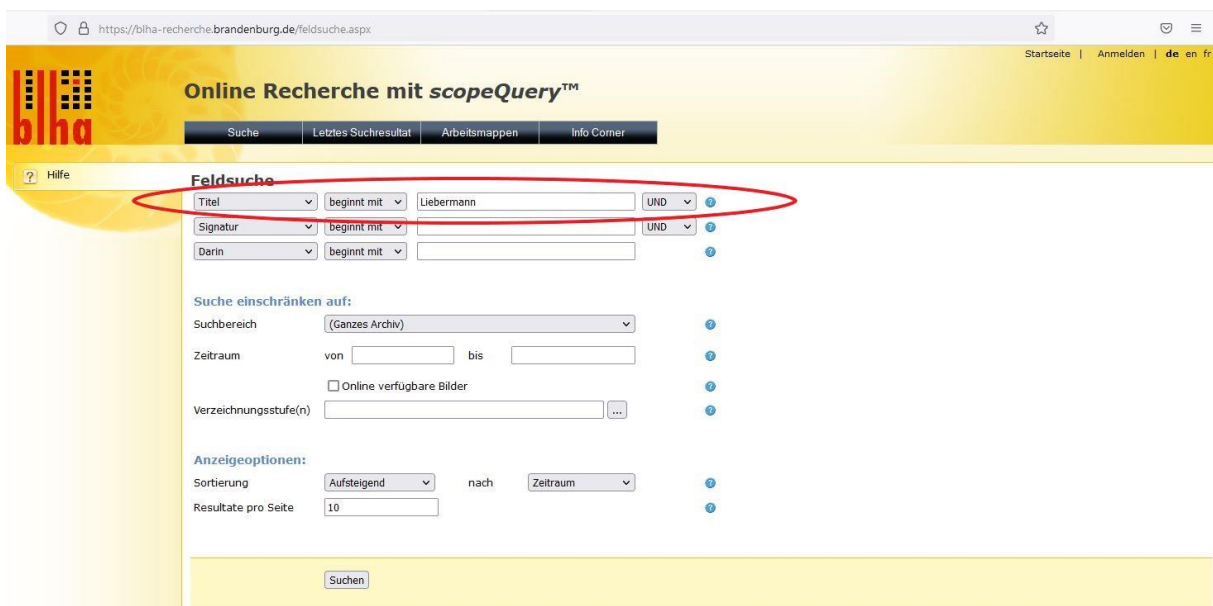 https://blha-recherche.brandenburg.de/feldsuche.aspx
Startseite | Anmelden | de en fr
blha
Online Recherche mit scopeQuery™
Suche Letztes Suchresultat Arbeitsmappen Info Corner
? Hilfe
Feldsuche
Titel beginnt mit Liebermann UND ?
Signatur beginnt mit UND ?
Darin beginnt mit ?
Suche einschränken auf:
Suchbereich (Ganzes Archiv) ?
Zeitraum von bis ?
Online verfügbare Bilder ?
Verzeichnungsstufe(n) ... ?
Anzeigeoptionen:
Sortierung Aufsteigend nach Zeitraum ?
Resultate pro Seite 10 ?
Suchen